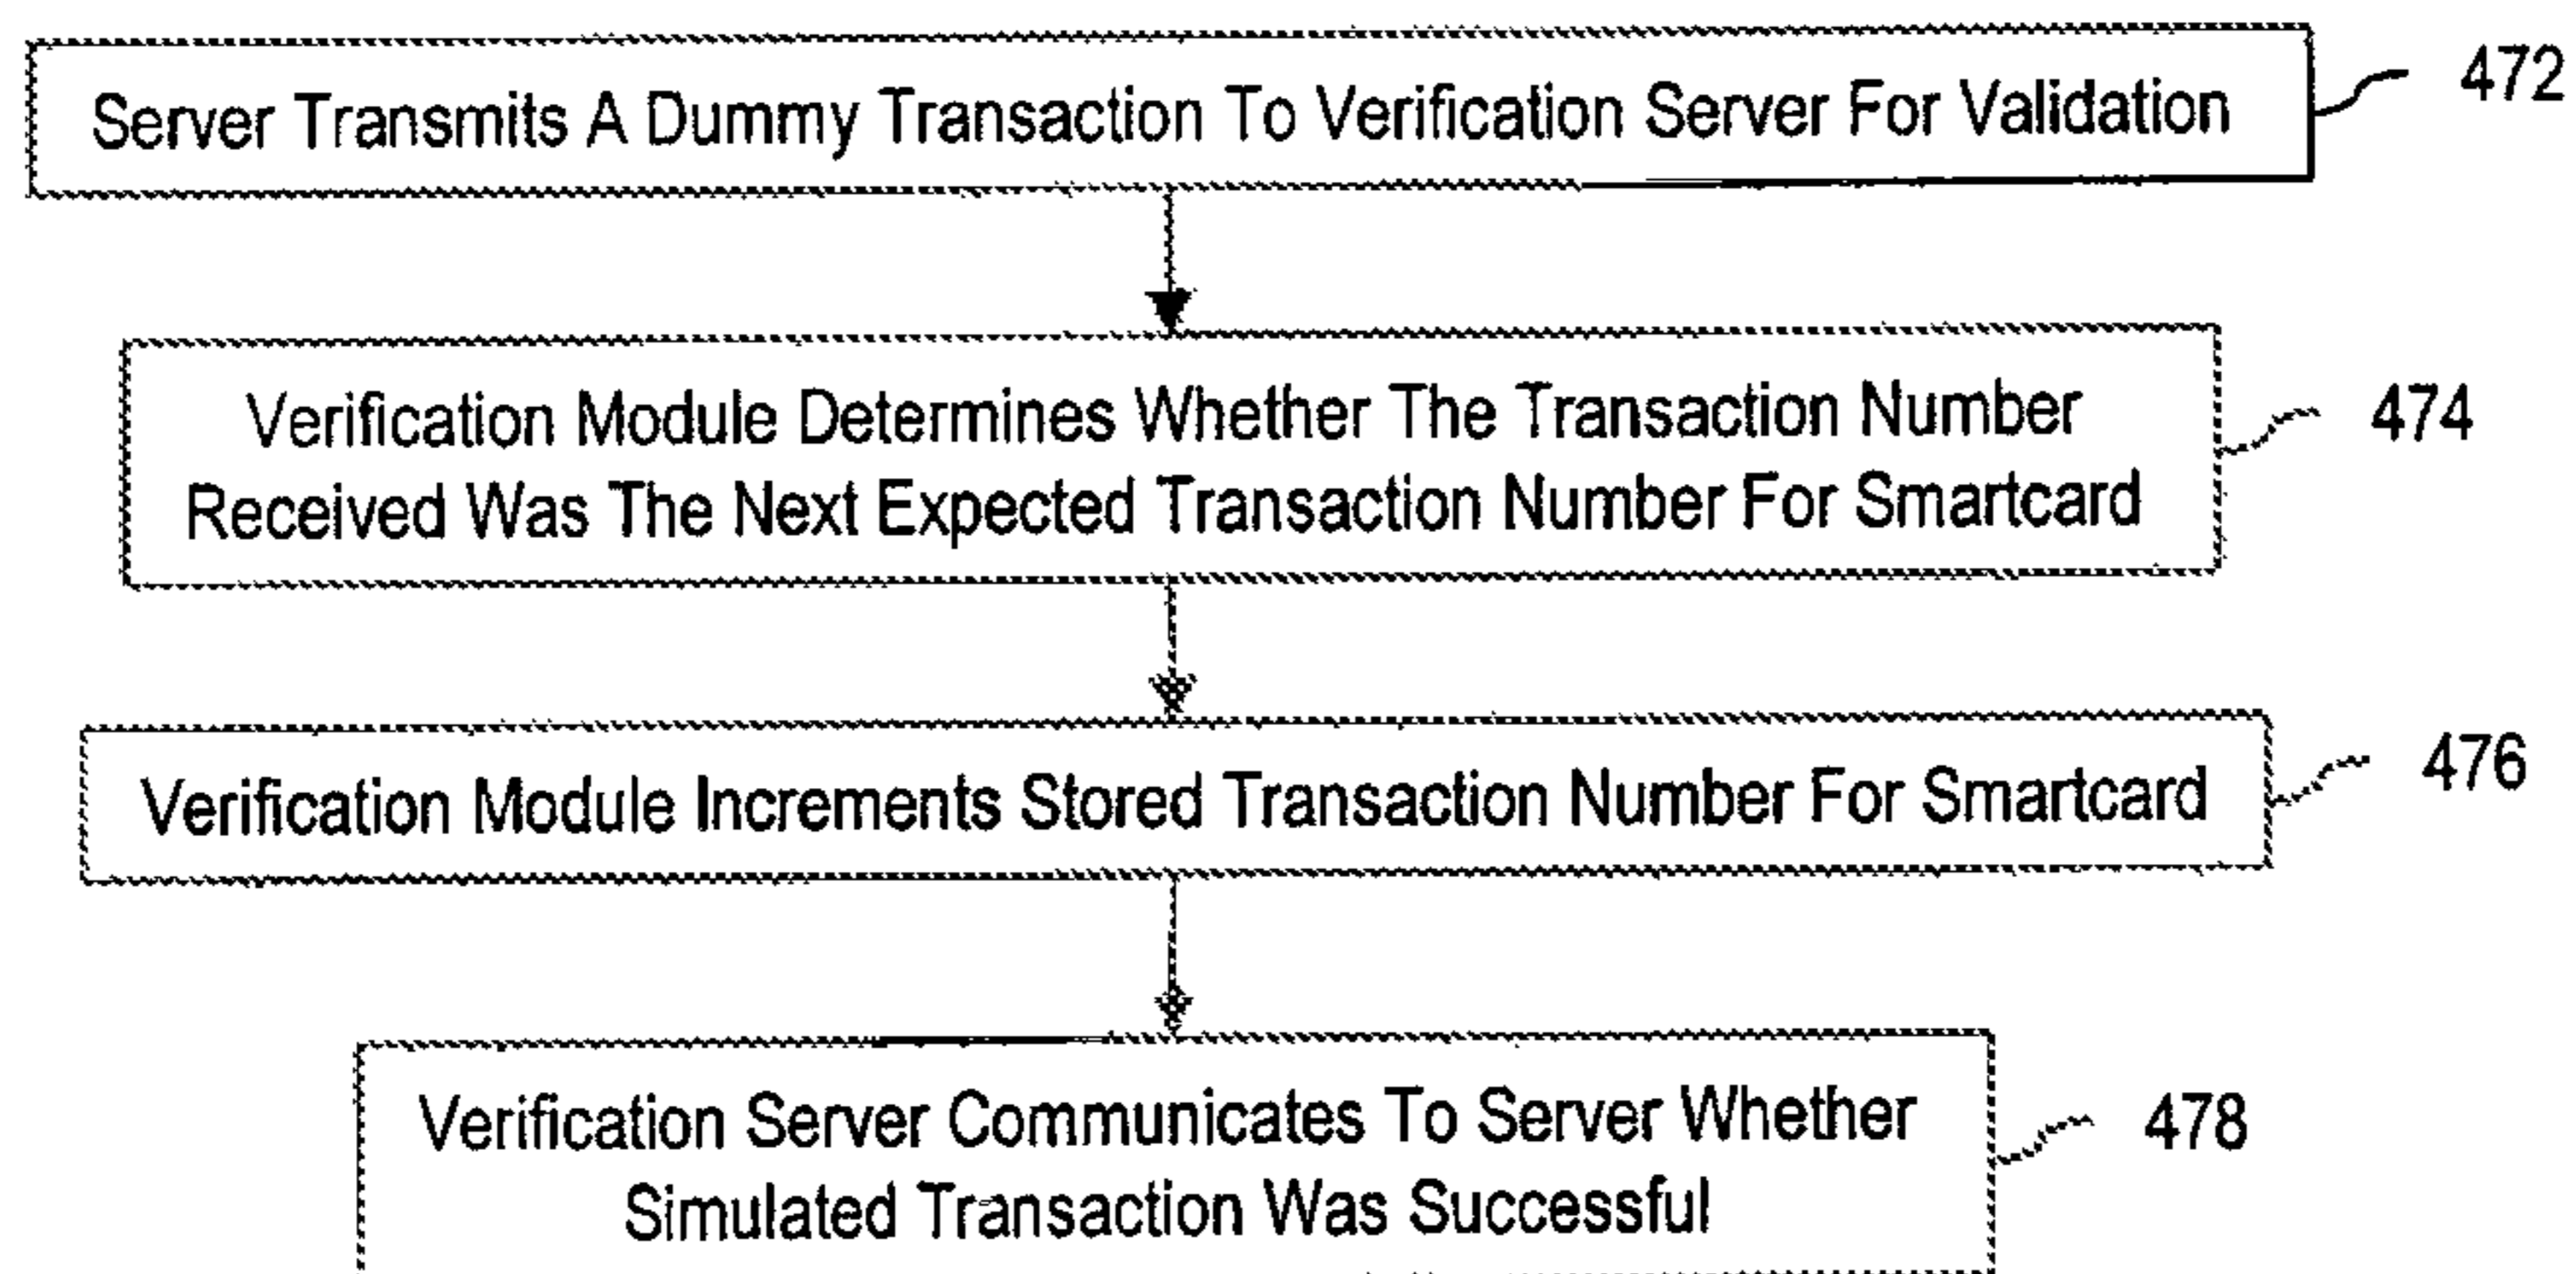 Server Transmits A Dummy Transaction To Verification Server For Validation
472
Verification Module Determines Whether The Transaction Number
Received Was The Next Expected Transaction Number For Smartcard
474
Verification Module Increments Stored Transaction Number For Smartcard
476
Verification Server Communicates To Server Whether
Simulated Transaction Was Successful
478